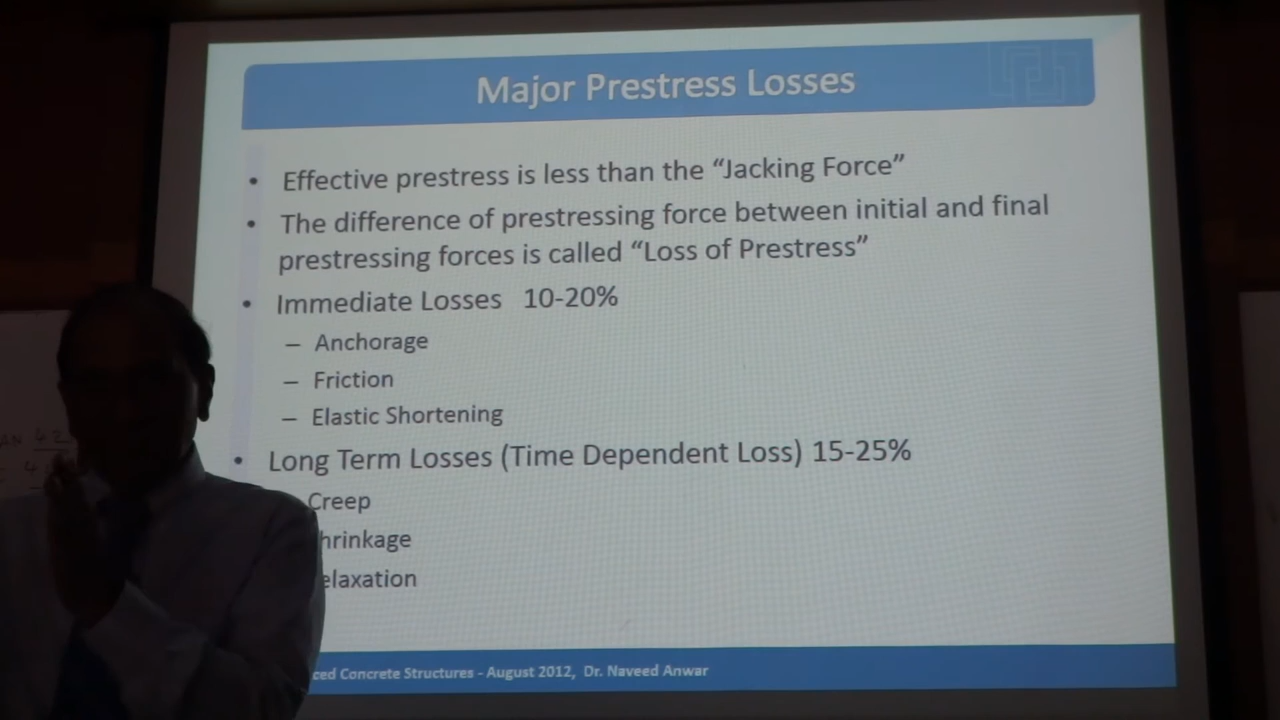 Major Prestress Losses
• Effective prestress is less than the “Jacking Force”
• The difference of prestressing force between initial and final
prestressing forces is called “Loss of Prestress”
• Immediate Losses 10-20%
– Anchorage
– Friction
– Elastic Shortening
• Long Term Losses (Time Dependent Loss) 15-25%
Creep
hrinkage
elaxation
ced Concrete Structures - August 2012, Dr. Naveed Anwar